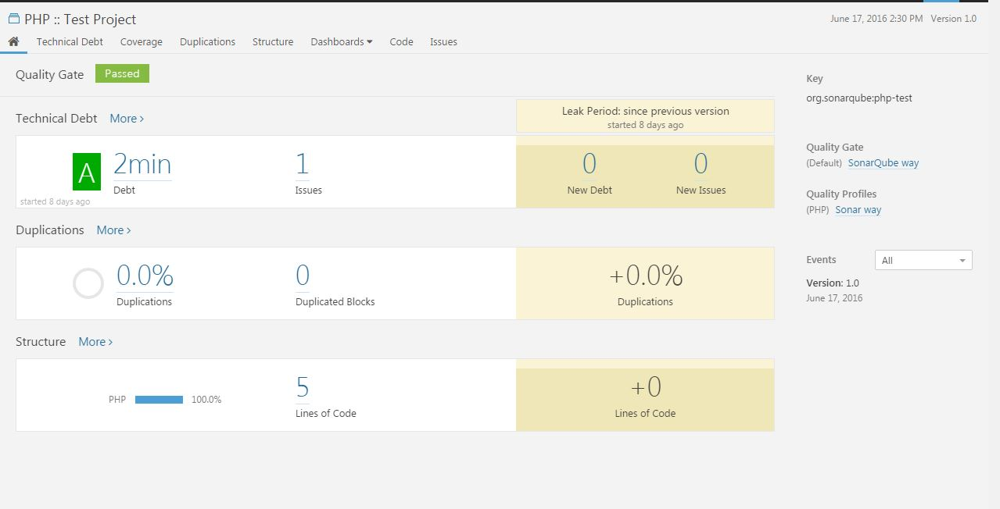 PHP :: Test Project
June 17, 2016 2:30 PM Version 1.0
Technical Debt Coverage Duplications Structure Dashboards Code Issues
Quality Gate Passed
Technical Debt More
Leak Period: since previous version
started 8 days ago
A 2min 1
Debt Issues
started 8 days ago
0 0
New Debt New Issues
Duplications More
0.0% 0
Duplications Duplicated Blocks
+0.0%
Duplications
Structure More
PHP 100.0%
5
Lines of Code
+0
Lines of Code
Key
org.sonarqube:php-test
Quality Gate
(Default) SonarQube way
Quality Profiles
(PHP) Sonar way
Events All
Version: 1.0
June 17, 2016